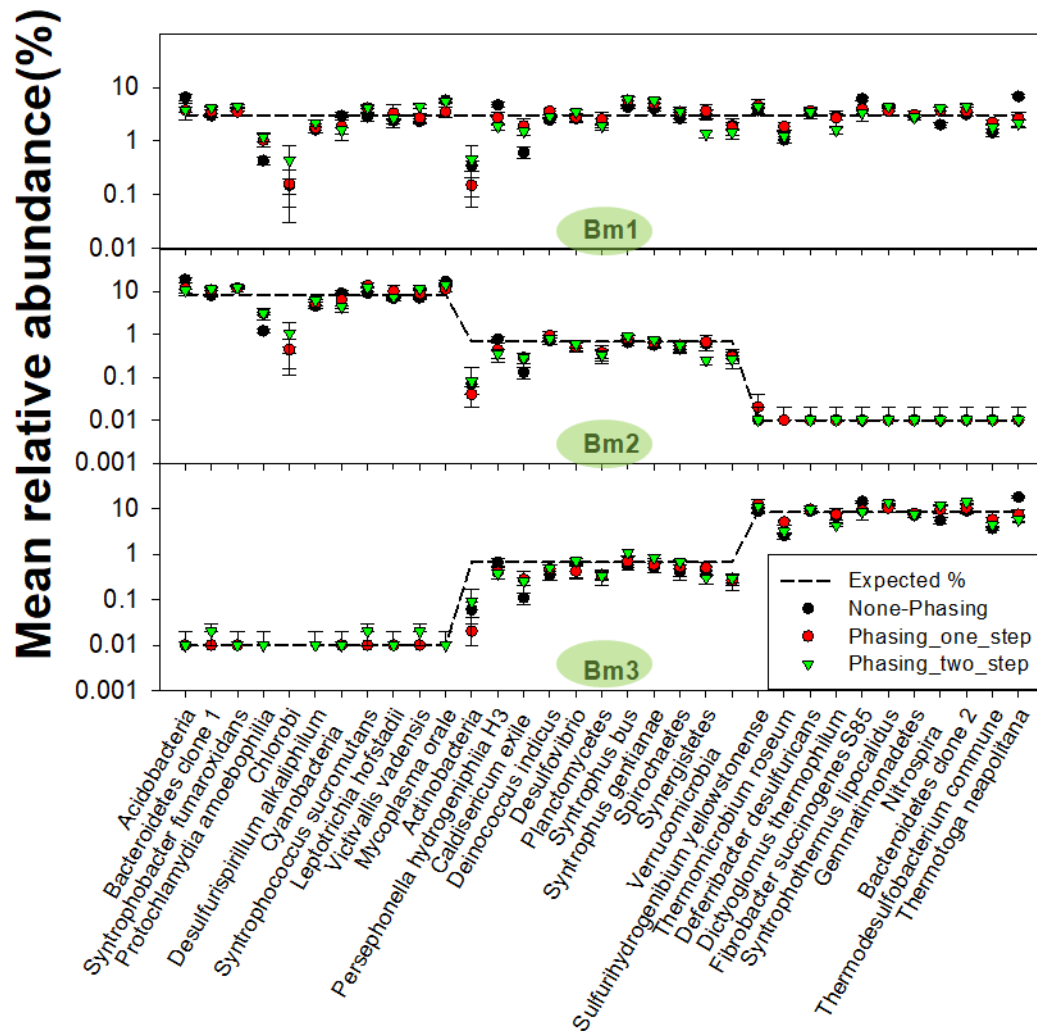 Mean relative abundance(%)
10
1
0.1
0.01
Bm1
10
1
0.1
0.01
0.001
Bm2
10
1
0.1
0.01
0.001
Bm3
Expected %
None-Phasing
Phasing_one_step
Phasing_two_step
Acidobacteria
Bacteroidetes clone 1
Syntrophobacter fumaroxidans
Protochlamydia amoebophilia
Chlorobi
Desulfurispirillum alkaliphilum
Cyanobacteria
Syntrophococcus sucromutans
Leptotrichia hofstadii
Victivallis vadensis
Mycoplasma orale
Actinobacteria
Persephonella hydrogeniphila H3
Caldisericum exile
Deinococcus indicus
Desulfovibrio
Planctomycetes
Syntrophus bus
Syntrophus gentianae
Spirochaetes
Synergistetes
Verrucomicrobia
Sulfurihydrogenibium yellowstonense
Thermomicrobium roseum
Deferribacter desulfuricans
Dictyoglomus thermophilum
Fibrobacter succinogenes S85
Syntrophothermus lipocalidus
Gemmatimonadetes
Nitrospira
Bacteroidetes clone 2
Thermodesulfobacterium commune
Thermotoga neapolitana